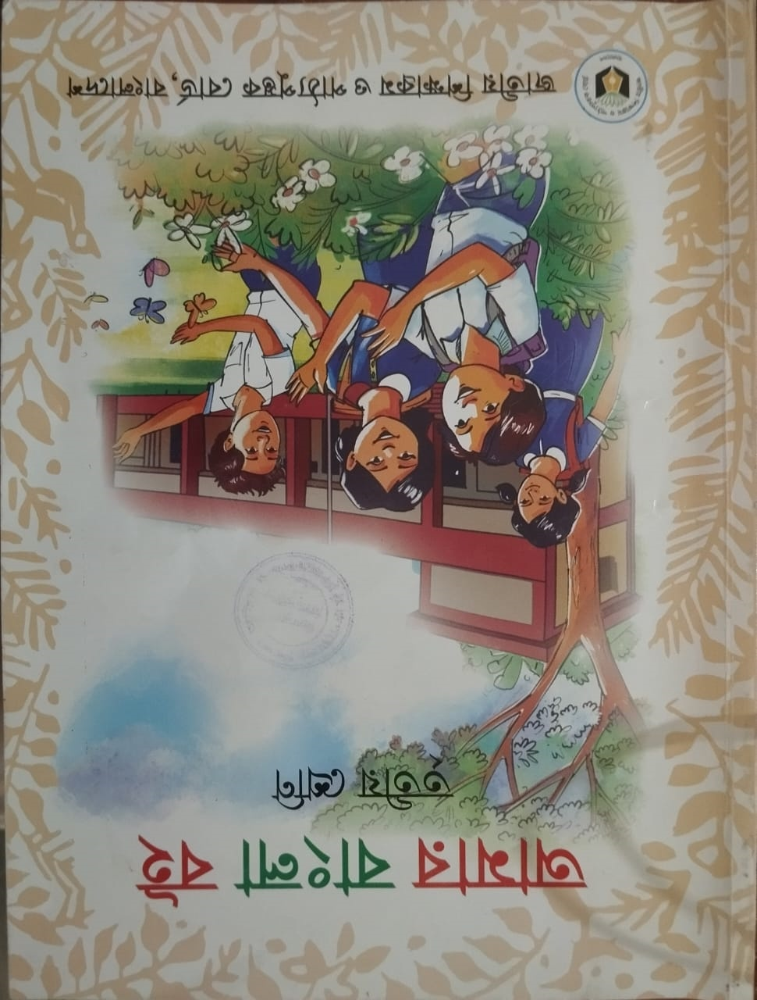 আমার বাংলা বই
তৃতীয় শ্রেণি
জাতীয় শিক্ষাক্রম ও পাঠ্যপুস্তক বোর্ড, বাংলাদেশ